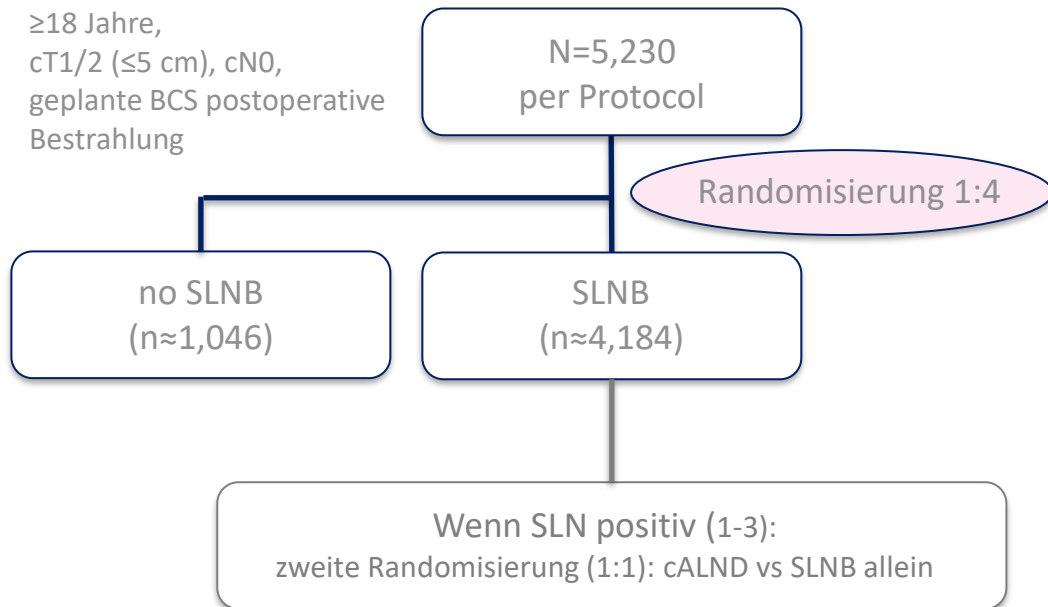 ≥18 Jahre,
cT1/2 (≤5 cm), cN0,
geplante BCS postoperative
Bestrahlung
N=5,230
per Protocol
Randomisierung 1:4
no SLNB
(n≈1,046)
SLNB
(n≈4,184)
Wenn SLN positiv (1-3):
zweite Randomisierung (1:1): cALND vs SLNB allein